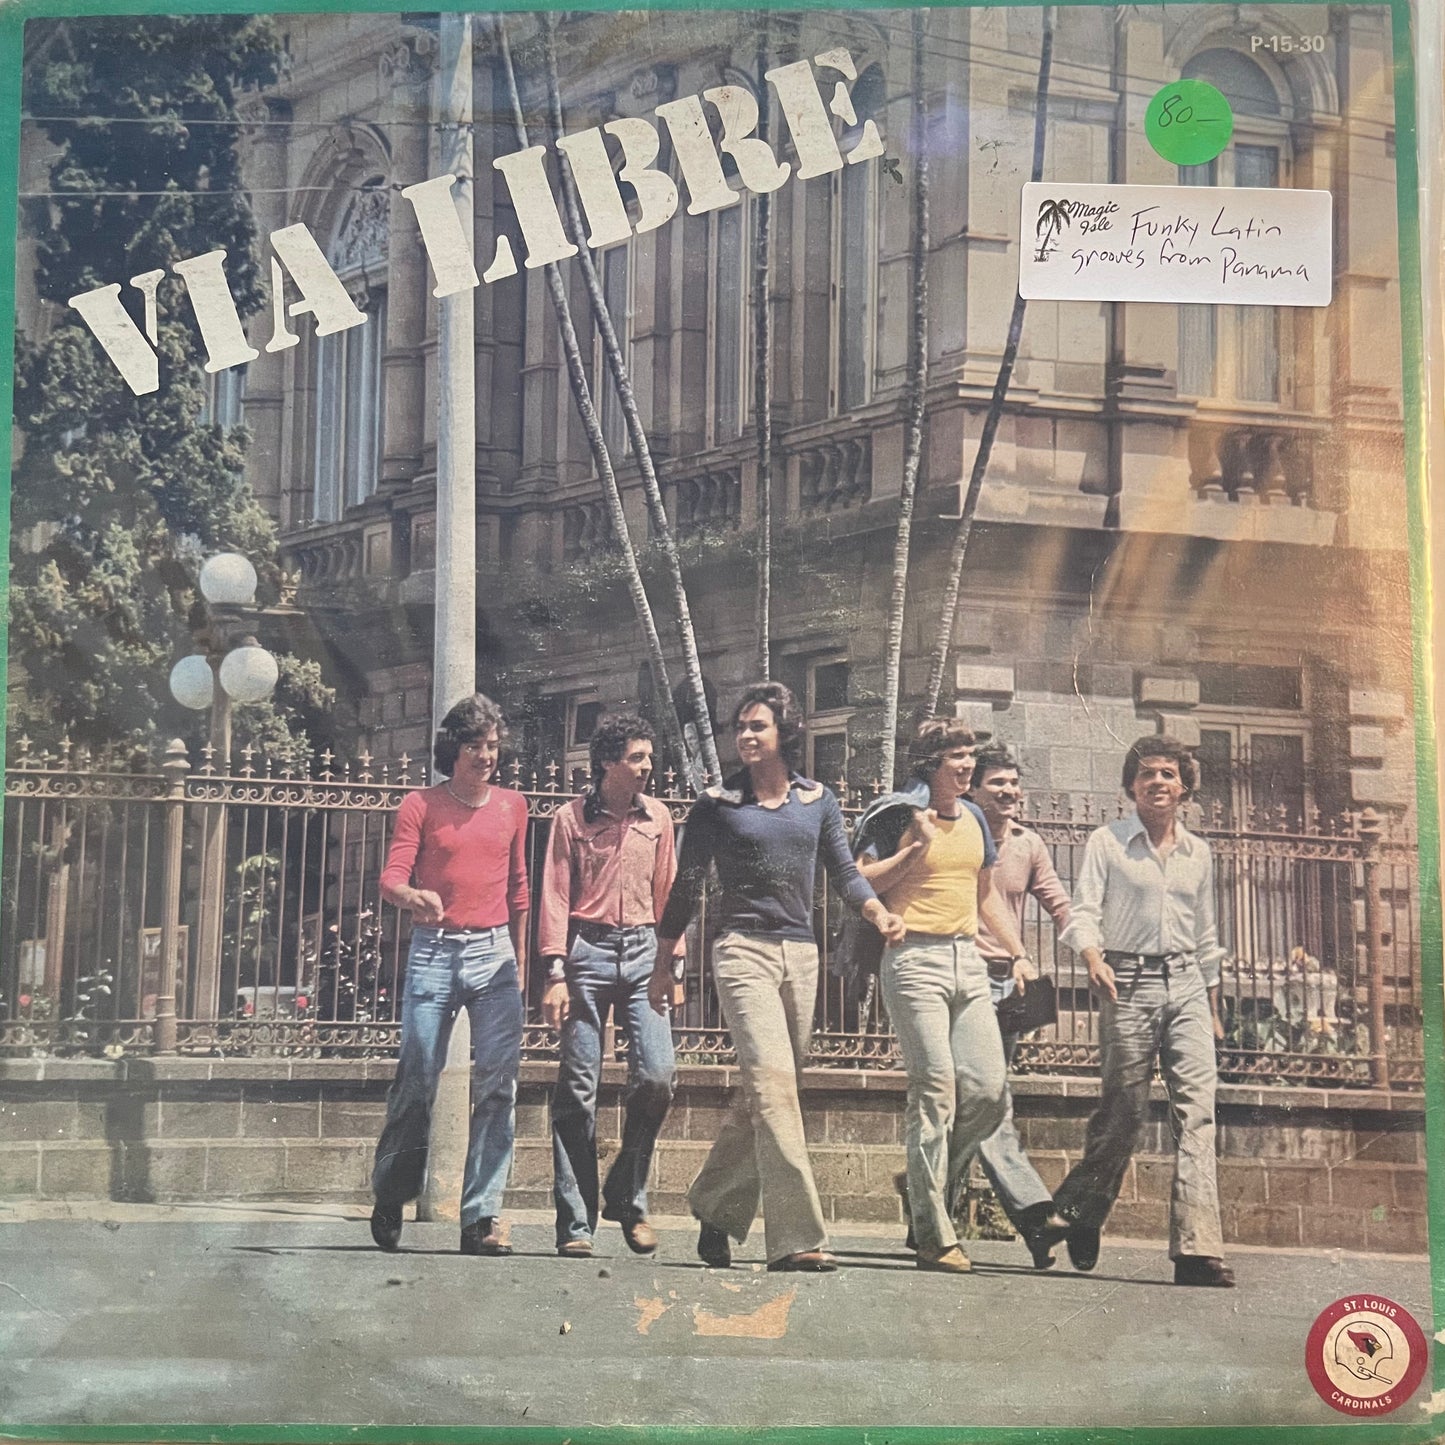 P-15-30
VIA LIBRE
80-
Magic
Isle
Funky Latin
grooves from Panama
ST. LOUIS
CARDINALS